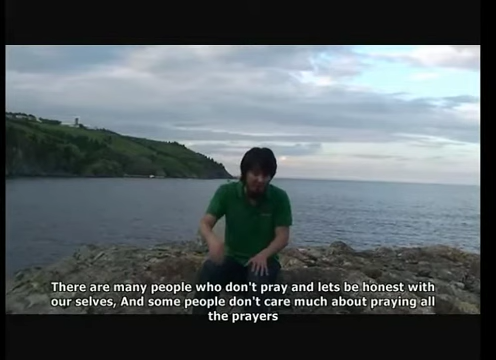 There are many people who don't pray and lets be honest with
our selves, And some people don't care much about praying all
the prayers